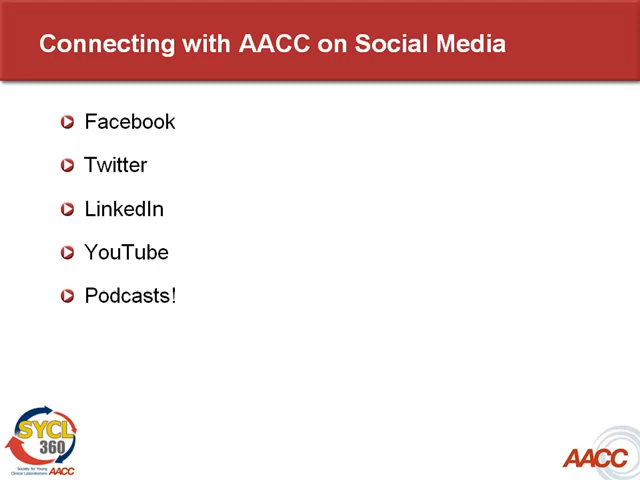 Connecting with AACC on Social Media
Facebook
Twitter
LinkedIn
YouTube
Podcasts!
SYCL
360
Society for Young
Clinical Laboratorians AACC
AACC